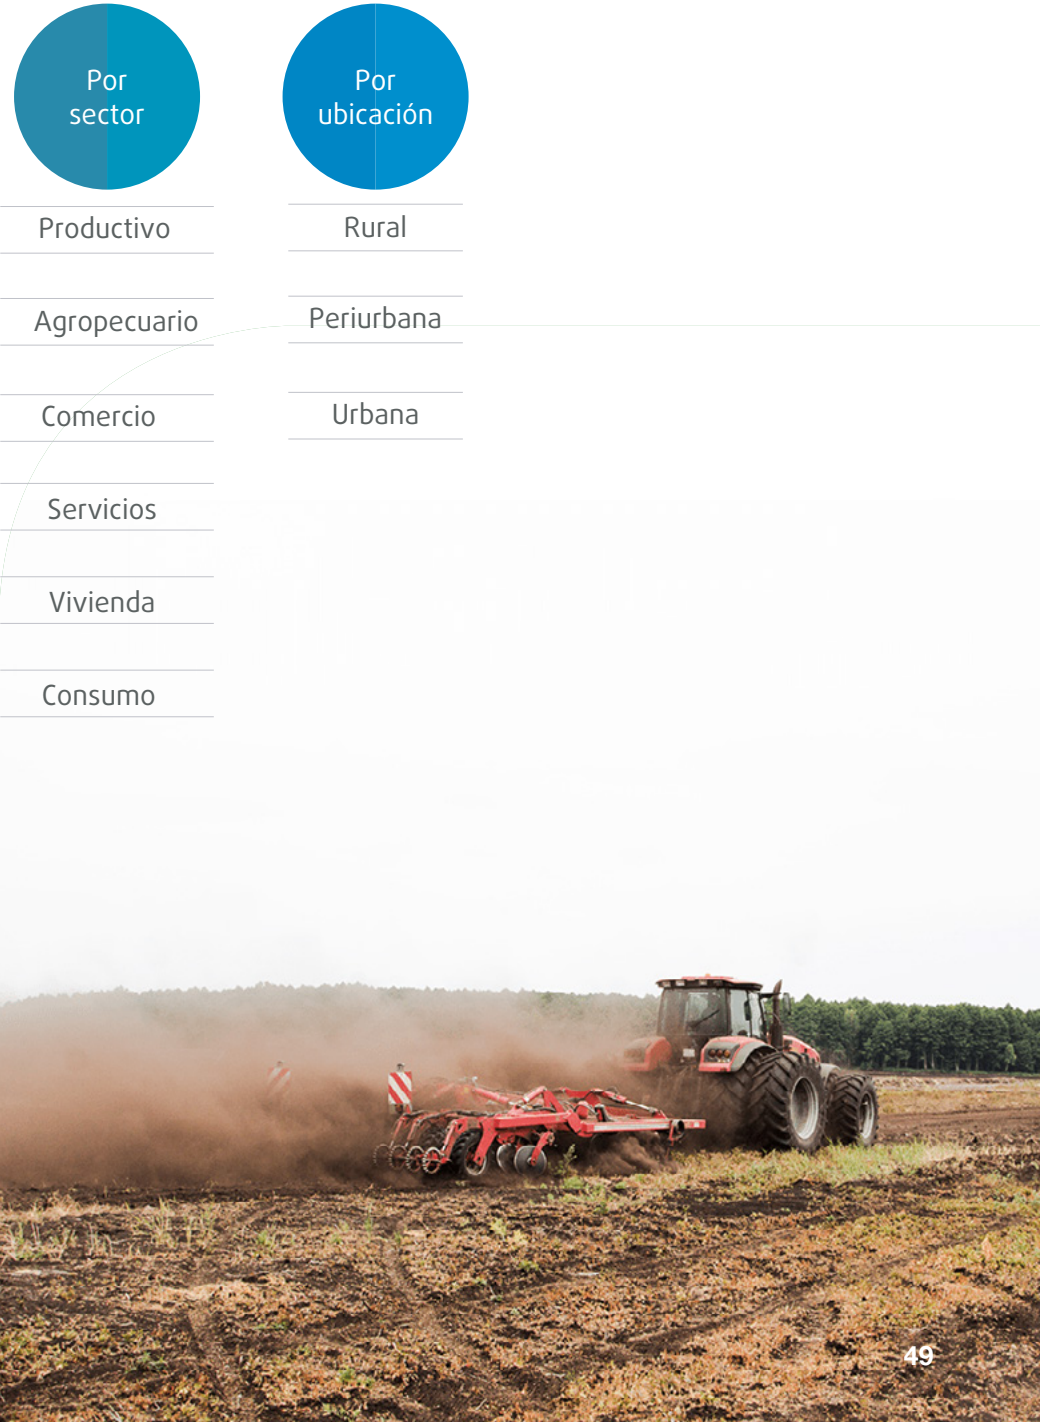 Por
sector
Productivo
Agropecuario
Comercio
Servicios
Vivienda
Consumo
Por
ubicación
Rural
Periurbana
Urbana
49